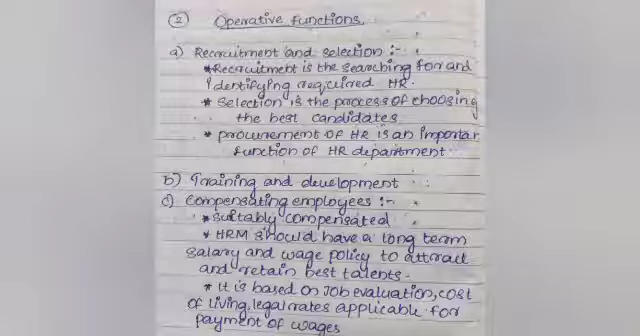 ② Operative functions
a) Recruitment and selection :-
* Recruitment is the searching for and
identifying required HR.
* selection is the process of choosing
the best candidates
* procurement of HR is an importan
function of HR department.
b) Training and development
c) Compensating employees :-
* suitably compensated
* HRM should have a long term
salary and wage policy to attract
and retain best talents.
* It is based on Job evaluation, cost
of living, legal rates applicable for
payment of wages